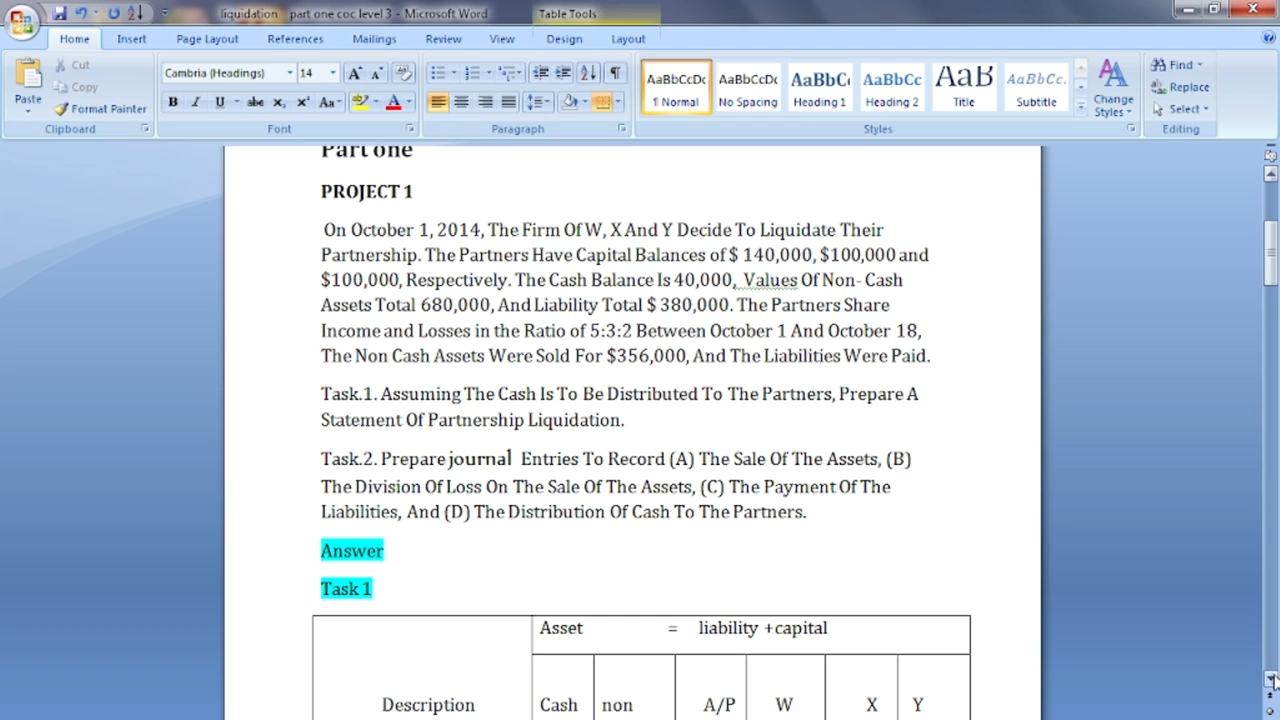 liquidation part one coc level 3 - Microsoft Word
Table Tools
Home Insert Page Layout References Mailings Review View Design Layout
Paste
Cut
Copy
Format Painter
Clipboard
Cambria (Headings) 14
B I U abc X₂ X² Aa
Font
Paragraph
AaBbCcDc ¶ Normal
AaBbCcDc No Spacing
AaBbC Heading 1
AaBbCc Heading 2
AaB Title
AaBbCc. Subtitle
Change Styles
Styles
Find
Replace
Select
Editing
Part one
PROJECT 1
On October 1, 2014, The Firm Of W, X And Y Decide To Liquidate Their
Partnership. The Partners Have Capital Balances of $ 140,000, $100,000 and
$100,000, Respectively. The Cash Balance Is 40,000, Values Of Non- Cash
Assets Total 680,000, And Liability Total $ 380,000. The Partners Share
Income and Losses in the Ratio of 5:3:2 Between October 1 And October 18,
The Non Cash Assets Were Sold For $356,000, And The Liabilities Were Paid.
Task.1. Assuming The Cash Is To Be Distributed To The Partners, Prepare A
Statement Of Partnership Liquidation.
Task.2. Prepare journal Entries To Record (A) The Sale Of The Assets, (B)
The Division Of Loss On The Sale Of The Assets, (C) The Payment Of The
Liabilities, And (D) The Distribution Of Cash To The Partners.
Answer
Task 1
Asset = liability +capital
Description Cash non A/P W X Y